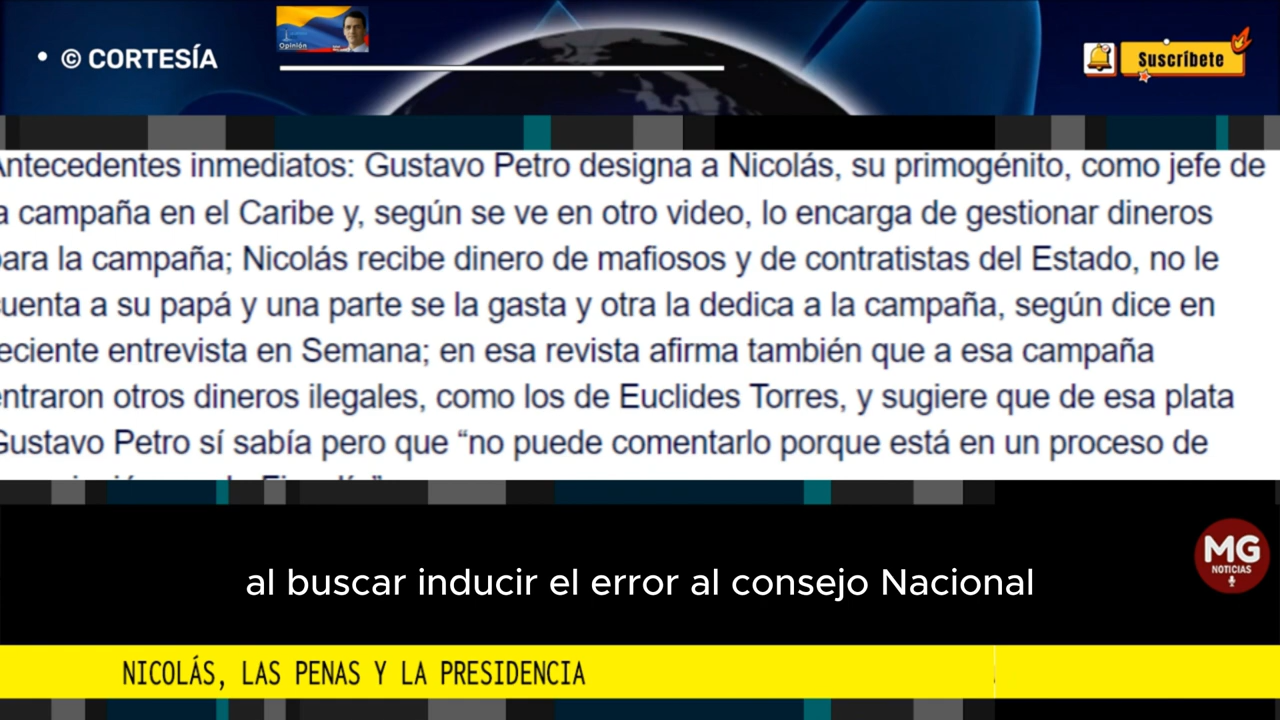 • © CORTESÍA
Opinión
Suscríbete
Antecedentes inmediatos: Gustavo Petro designa a Nicolás, su primogénito, como jefe de
a campaña en el Caribe y, según se ve en otro video, lo encarga de gestionar dineros
para la campaña; Nicolás recibe dinero de mafiosos y de contratistas del Estado, no le
cuenta a su papá y una parte se la gasta y otra la dedica a la campaña, según dice en
reciente entrevista en Semana; en esa revista afirma también que a esa campaña
entraron otros dineros ilegales, como los de Euclides Torres, y sugiere que de esa plata
Gustavo Petro sí sabía pero que “no puede comentarlo porque está en un proceso de
al buscar inducir el error al consejo Nacional
MG
NOTICIAS
NICOLÁS, LAS PENAS Y LA PRESIDENCIA